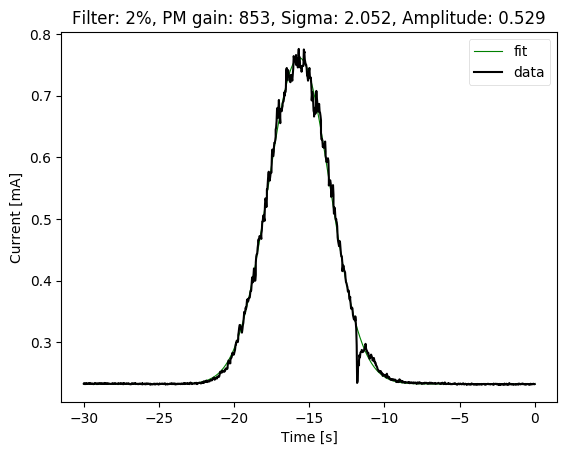 Filter: 2%, PM gain: 853, Sigma: 2.052, Amplitude: 0.529
fit
data
0.8
0.7
0.6
0.5
0.4
0.3
Current [mA]
−30
−25
−20
−15
−10
−5
0
Time [s]